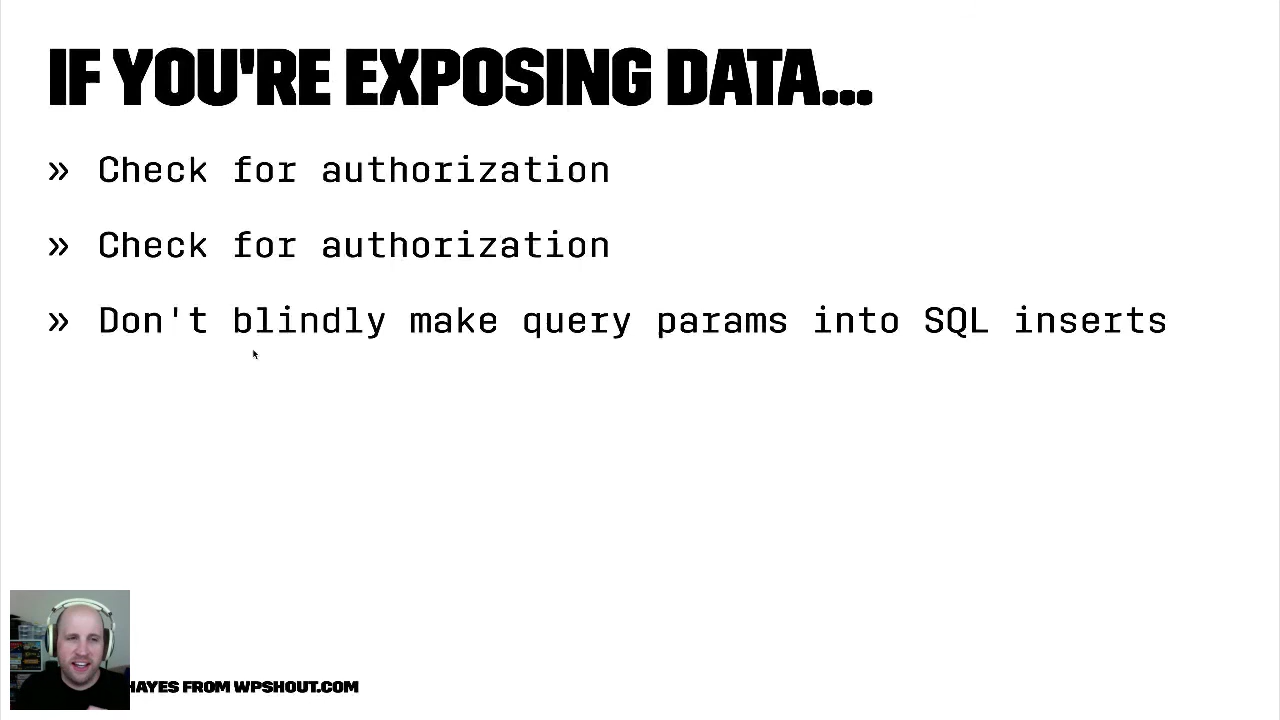 IF YOU'RE EXPOSING DATA...
» Check for authorization
» Check for authorization
» Don't blindly make query params into SQL inserts
HAYES FROM WPSHOUT.COM